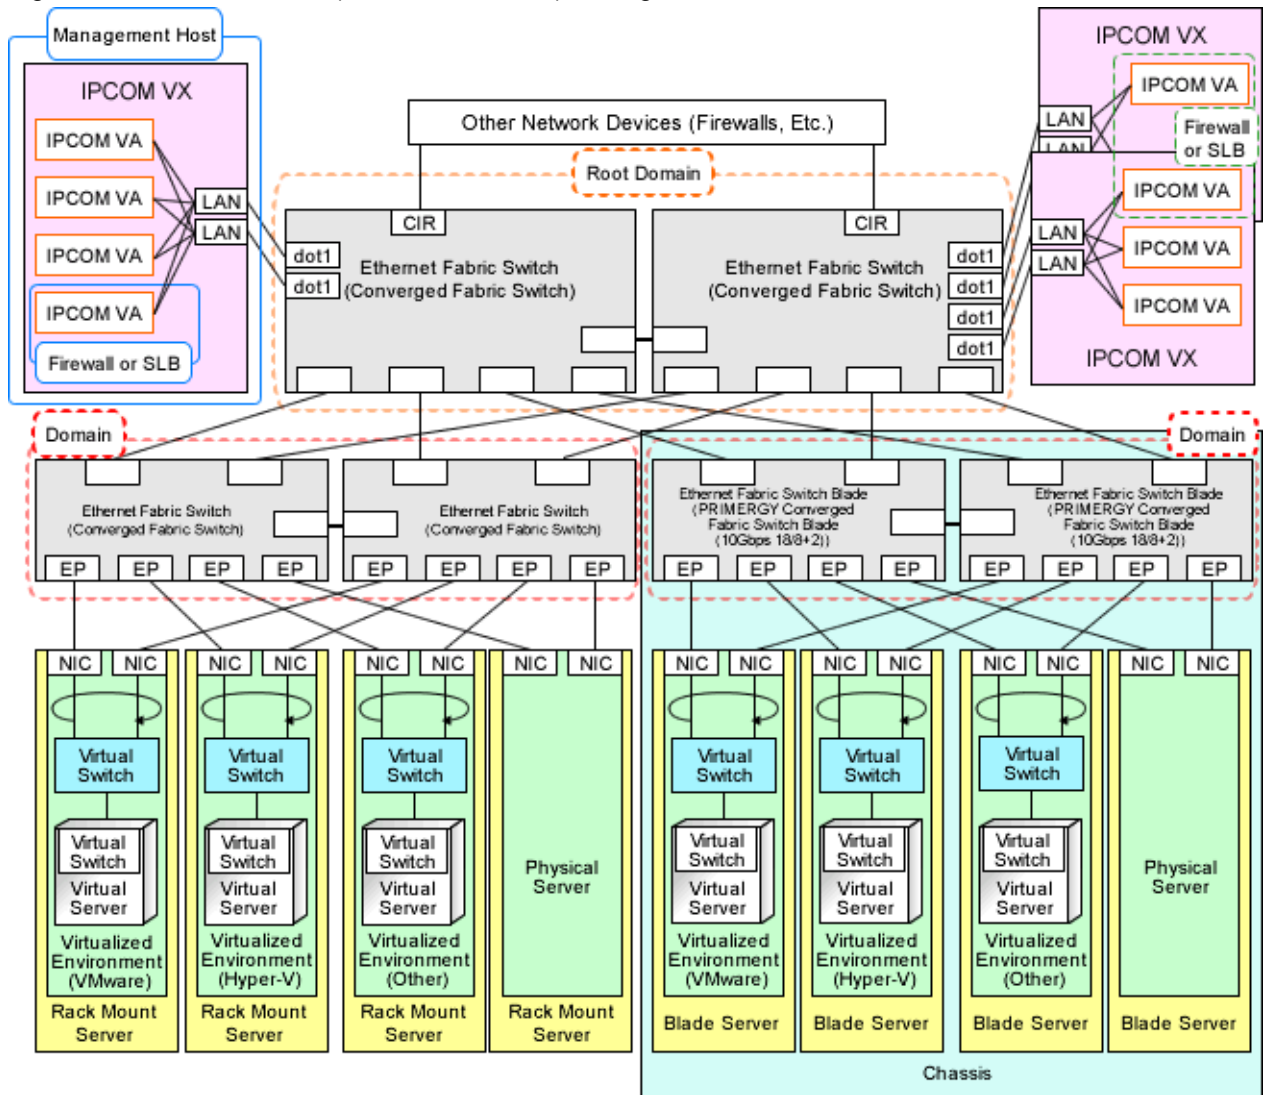 Management Host
IPCOM VX
IPCOM VA
IPCOM VA
IPCOM VA
IPCOM VA
LAN
LAN
Firewall or SLB
Other Network Devices (Firewalls, Etc.)
Root Domain
IPCOM VX
IPCOM VA
LAN
LAN
Firewall
or SLB
IPCOM VA
LAN
IPCOM VA
LAN
IPCOM VA
IPCOM VX
CIR
dot1
dot1
Ethernet Fabric Switch
(Converged Fabric Switch)
CIR
Ethernet Fabric Switch
(Converged Fabric Switch)
dot1
dot1
dot1
dot1
Domain
Domain
Ethernet Fabric Switch
(Converged Fabric Switch)
Ethernet Fabric Switch
(Converged Fabric Switch)
Ethernet Fabric Switch Blade
(PRIMERGY Converged
Fabric Switch Blade
(10Gbps 18/8+2))
Ethernet Fabric Switch Blade
(PRIMERGY Converged
Fabric Switch Blade
(10Gbps 18/8+2))
EP EP EP EP EP EP EP EP EP EP EP EP EP EP
NIC NIC NIC NIC NIC NIC NIC NIC NIC NIC NIC NIC NIC NIC NIC NIC
Virtual
Switch
Virtual
Switch
Virtual
Server
Virtualized
Environment
(VMware)
Rack Mount
Server
Virtual
Switch
Virtual
Switch
Virtual
Server
Virtualized
Environment
(Hyper-V)
Rack Mount
Server
Virtual
Switch
Virtual
Switch
Virtual
Server
Virtualized
Environment
(Other)
Rack Mount
Server
Physical
Server
Rack Mount
Server
Virtual
Switch
Virtual
Switch
Virtual
Server
Virtualized
Environment
(VMware)
Blade Server
Virtual
Switch
Virtual
Switch
Virtual
Server
Virtualized
Environment
(Hyper-V)
Blade Server
Virtual
Switch
Virtual
Switch
Virtual
Server
Virtualized
Environment
(Other)
Blade Server
Physical
Server
Blade Server
Chassis